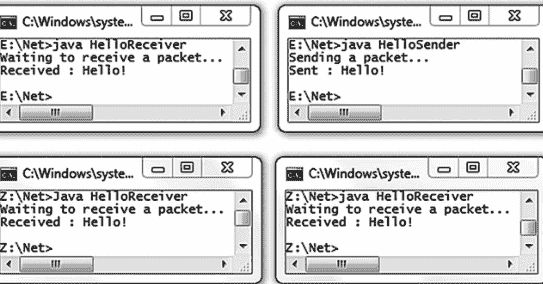 C:\Windows\syste...
E:\Net>java HelloReceiver
Waiting to receive a packet...
Received : Hello!
E:\Net>
C:\Windows\syste...
E:\Net>java HelloSender
Sending a packet...
Sent : Hello!
E:\Net>
C:\Windows\syste...
Z:\Net>Java HelloReceiver
Waiting to receive a packet...
Received : Hello!
Z:\Net>
C:\Windows\syste...
Z:\Net>java HelloReceiver
Waiting to receive a packet...
Received : Hello!
Z:\Net>